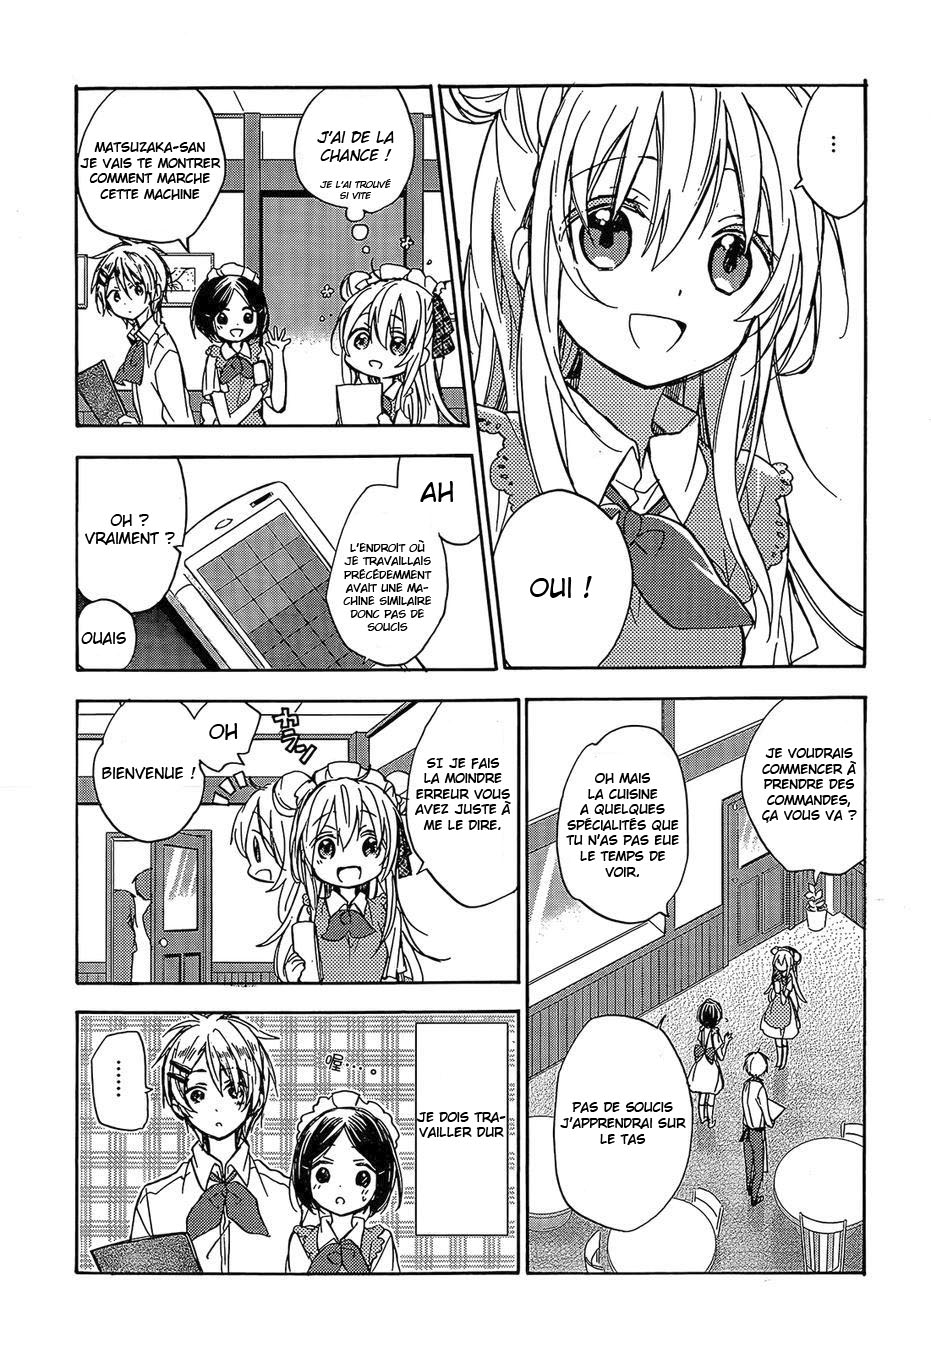 ⋮
OUI !
J'AI DE LA
CHANCE !
JE L'AI TROUVÉ
SI VITE
MATSUZAKA-SAN
JE VAIS TE MONTRER
COMMENT MARCHE
CETTE MACHINE
AH
L'ENDROIT OÙ
JE TRAVAILLAIS
PRÉCÉDEMMENT
AVAIT UNE MA-
CHINE SIMILAIRE
DONC PAS DE
SOUCIS
OH ?
VRAIMENT ?
OUAIS
JE VOUDRAIS
COMMENCER À
PRENDRE DES
COMMANDES,
ÇA VOUS VA ?
OH MAIS
LA CUISINE
A QUELQUES
SPÉCIALITÉS QUE
TU N'AS PAS EUE
LE TEMPS DE
VOIR.
PAS DE SOUCIS
J'APPRENDRAI SUR
LE TAS
SI JE FAIS
LA MOINDRE
ERREUR VOUS
AVEZ JUSTE À
ME LE DIRE.
OH
BIENVENUE !
JE DOIS TRA-
VAILLER DUR
喔...
⋮